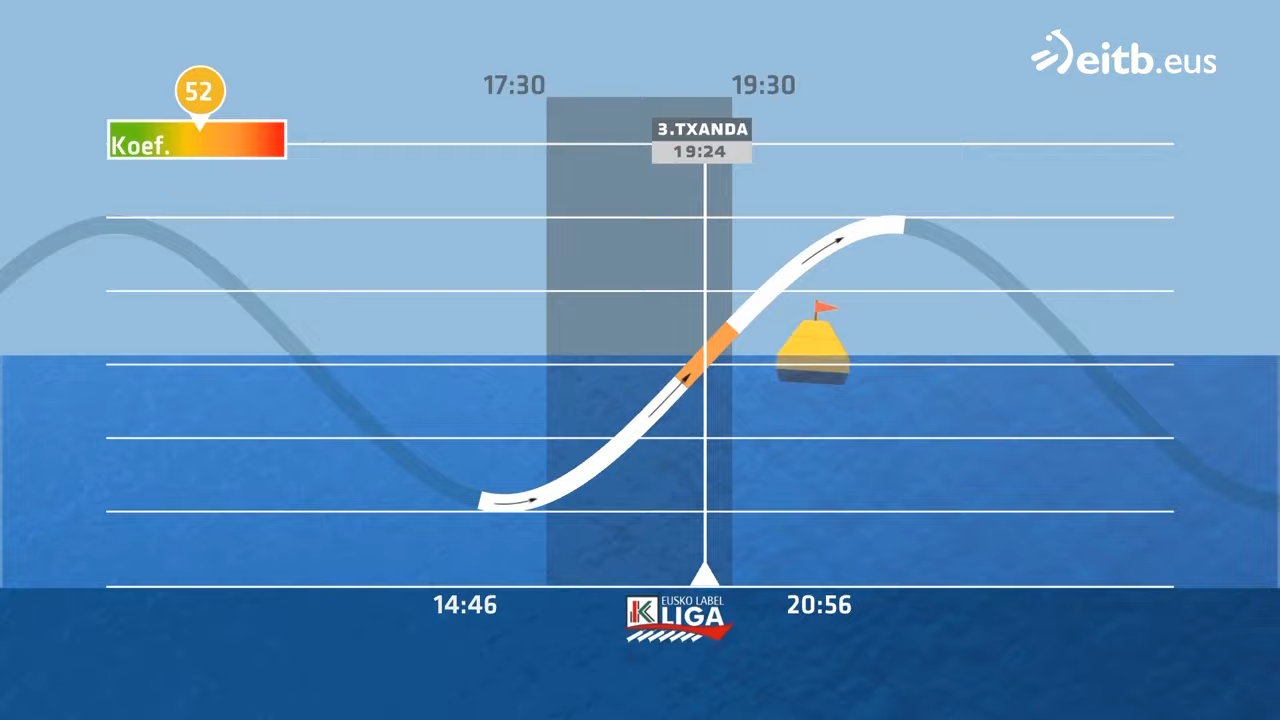 eitb.eus
17:30
19:30
52
Koef.
3.TXANDA
19:24
14:46
20:56
EUSKO LABEL
LIGA